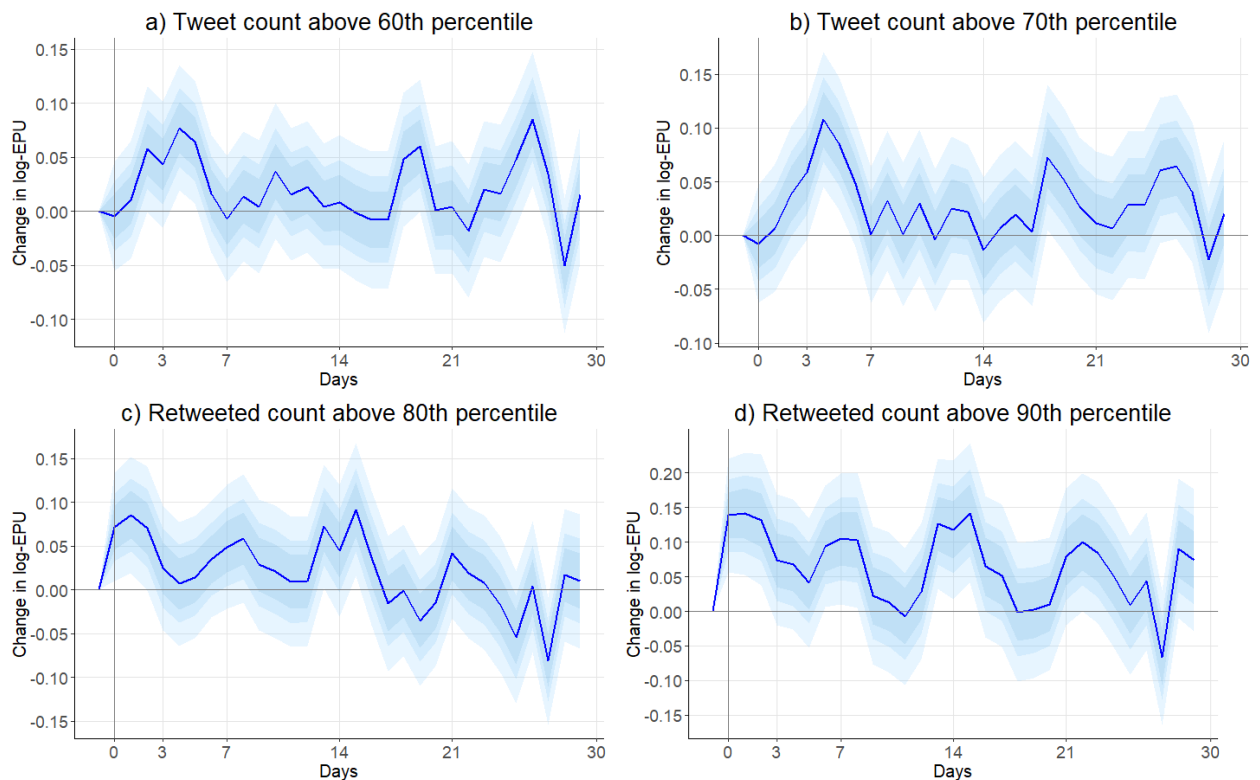 a) Tweet count above 60th percentile
Change in log-EPU
0.15
0.10
0.05
0.00
-0.05
-0.10
0 3 7 14 21 30
Days
b) Tweet count above 70th percentile
Change in log-EPU
0.15
0.10
0.05
0.00
-0.05
-0.10
0 3 7 14 21 30
Days
c) Retweeted count above 80th percentile
Change in log-EPU
0.15
0.10
0.05
0.00
-0.05
-0.10
-0.15
0 3 7 14 21 30
Days
d) Retweeted count above 90th percentile
Change in log-EPU
0.20
0.15
0.10
0.05
0.00
-0.05
-0.10
-0.15
0 3 7 14 21 30
Days